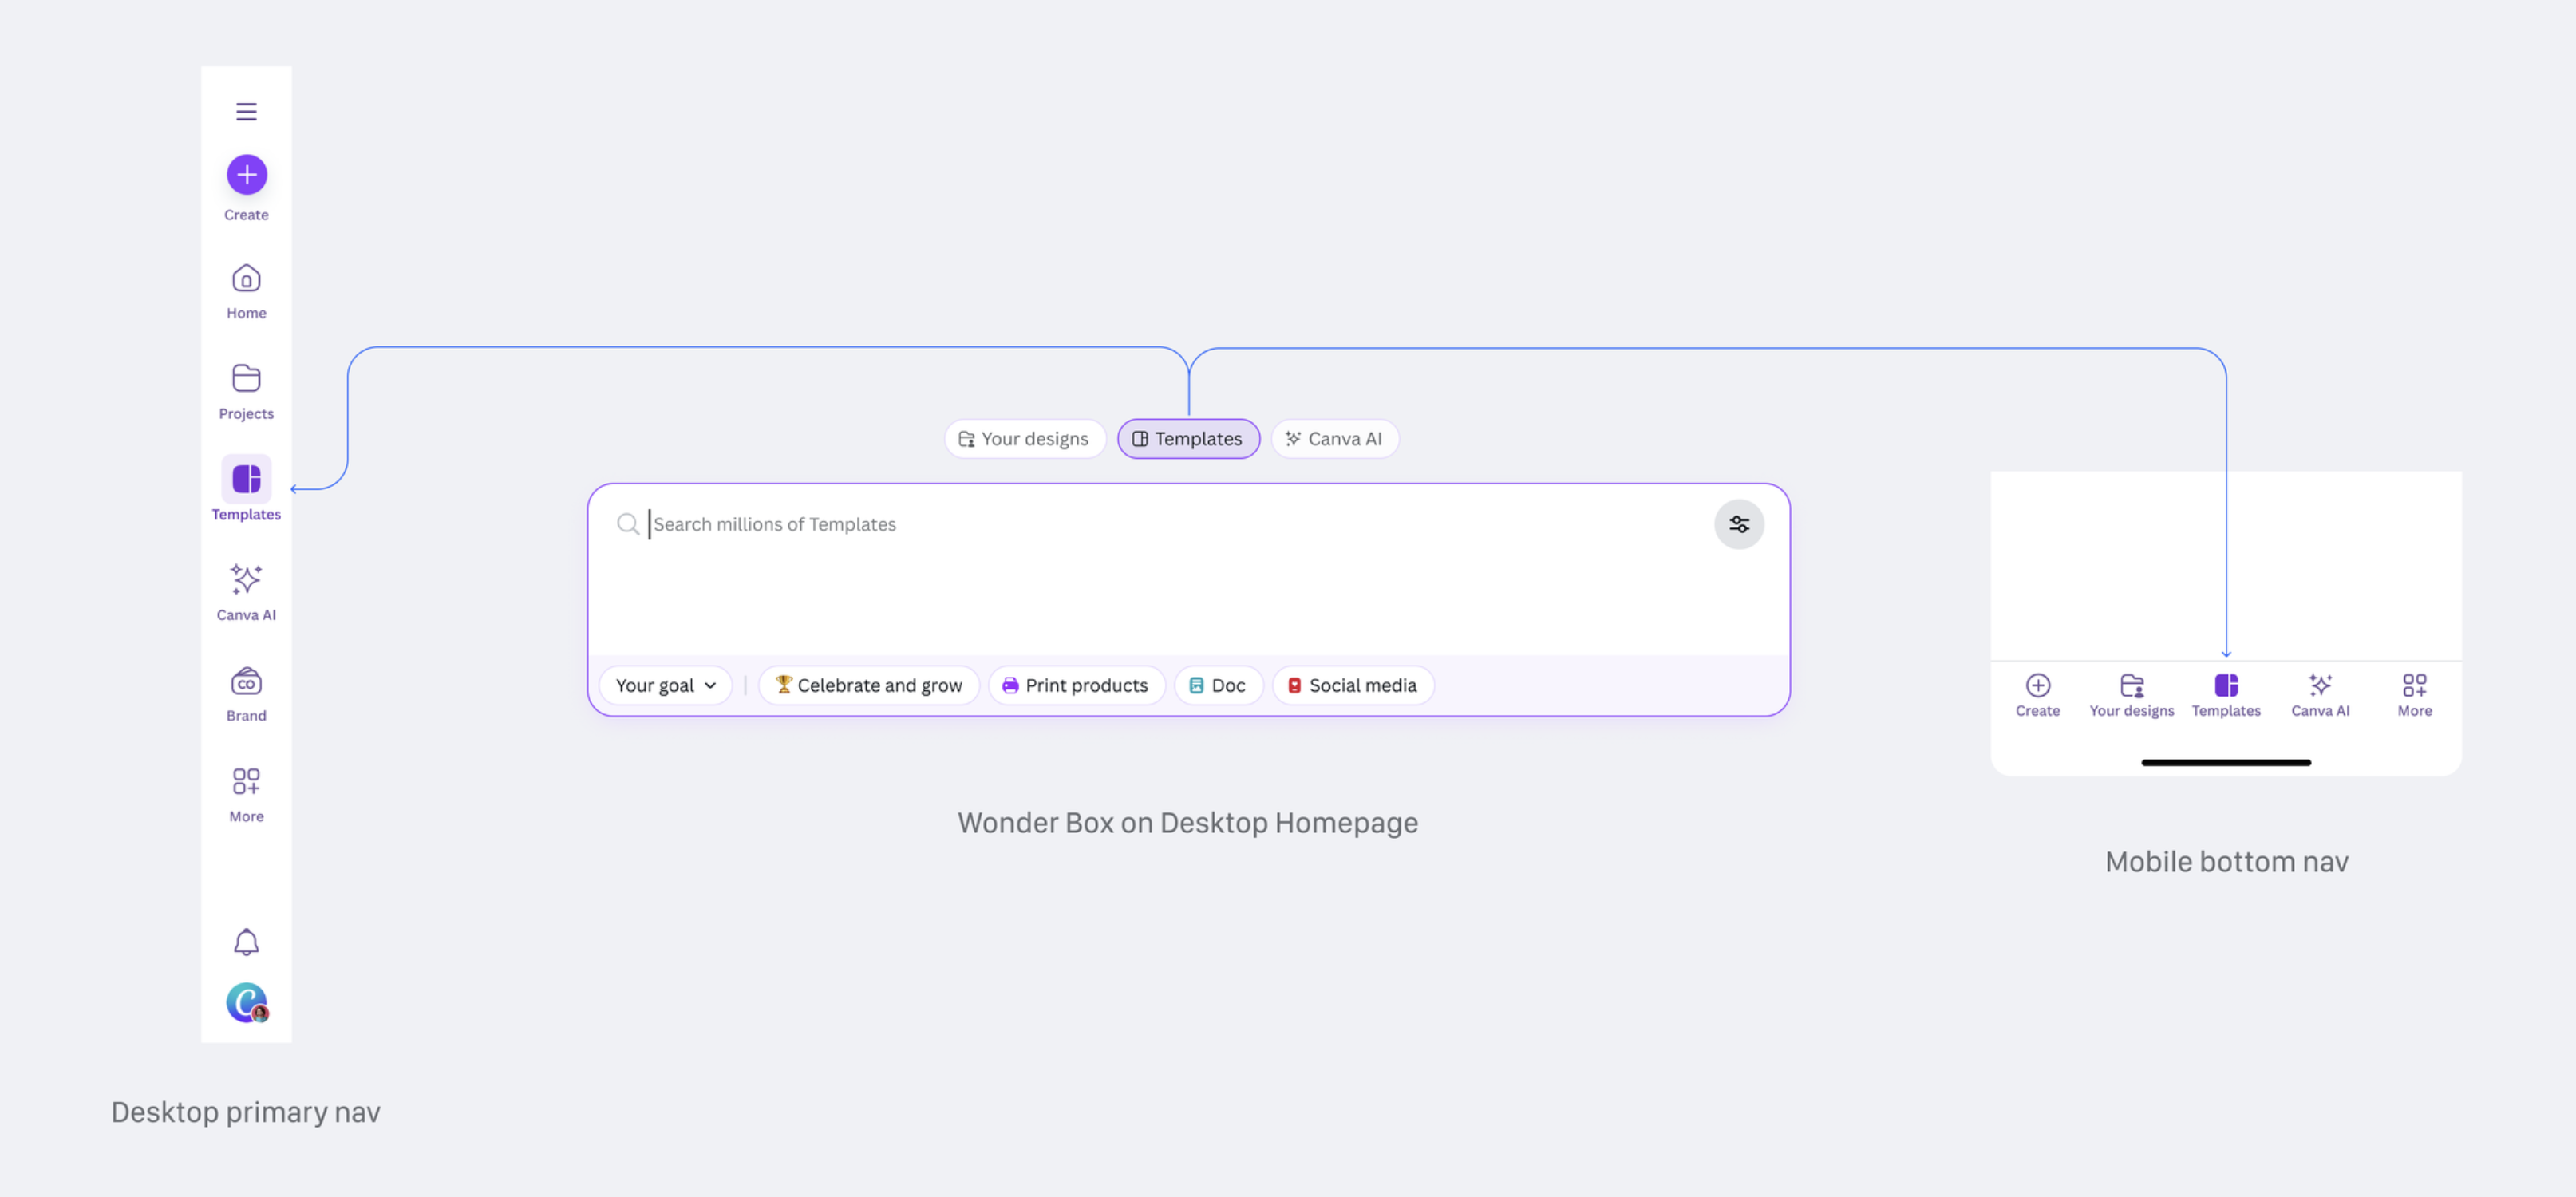 Create
Home
Projects
Templates
Canva AI
Brand
More
Desktop primary nav
Your designs
Templates
Canva AI
Search millions of Templates
Your goal
Celebrate and grow
Print products
Doc
Social media
Wonder Box on Desktop Homepage
Create
Your designs
Templates
Canva AI
More
Mobile bottom nav